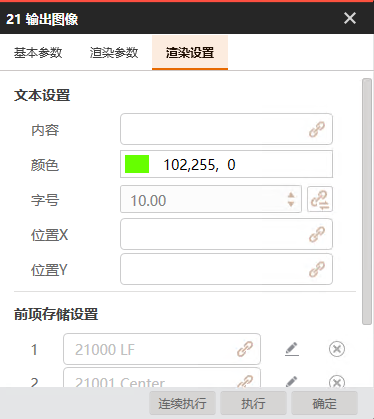 21 输出图像
基本参数 渲染参数 渲染设置
文本设置
内容
颜色 102,255, 0
字号 10.00
位置X
位置Y
前项存储设置
1 21000 LF
2 21001 Center
连续执行 执行 确定